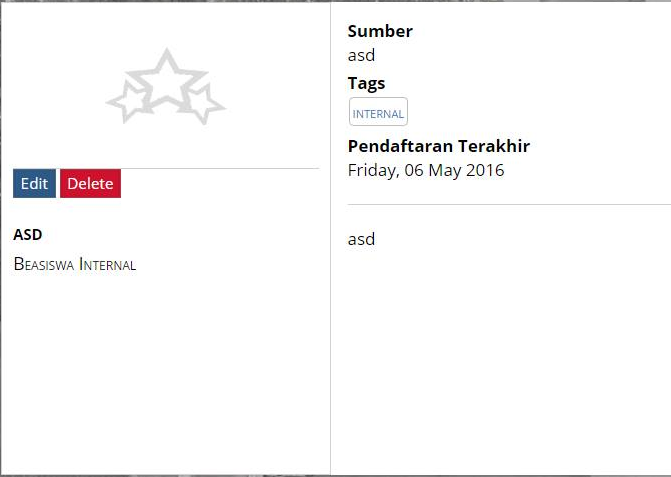 Edit Delete
ASD
Beasiswa Internal
Sumber
asd
Tags
INTERNAL
Pendaftaran Terakhir
Friday, 06 May 2016
asd